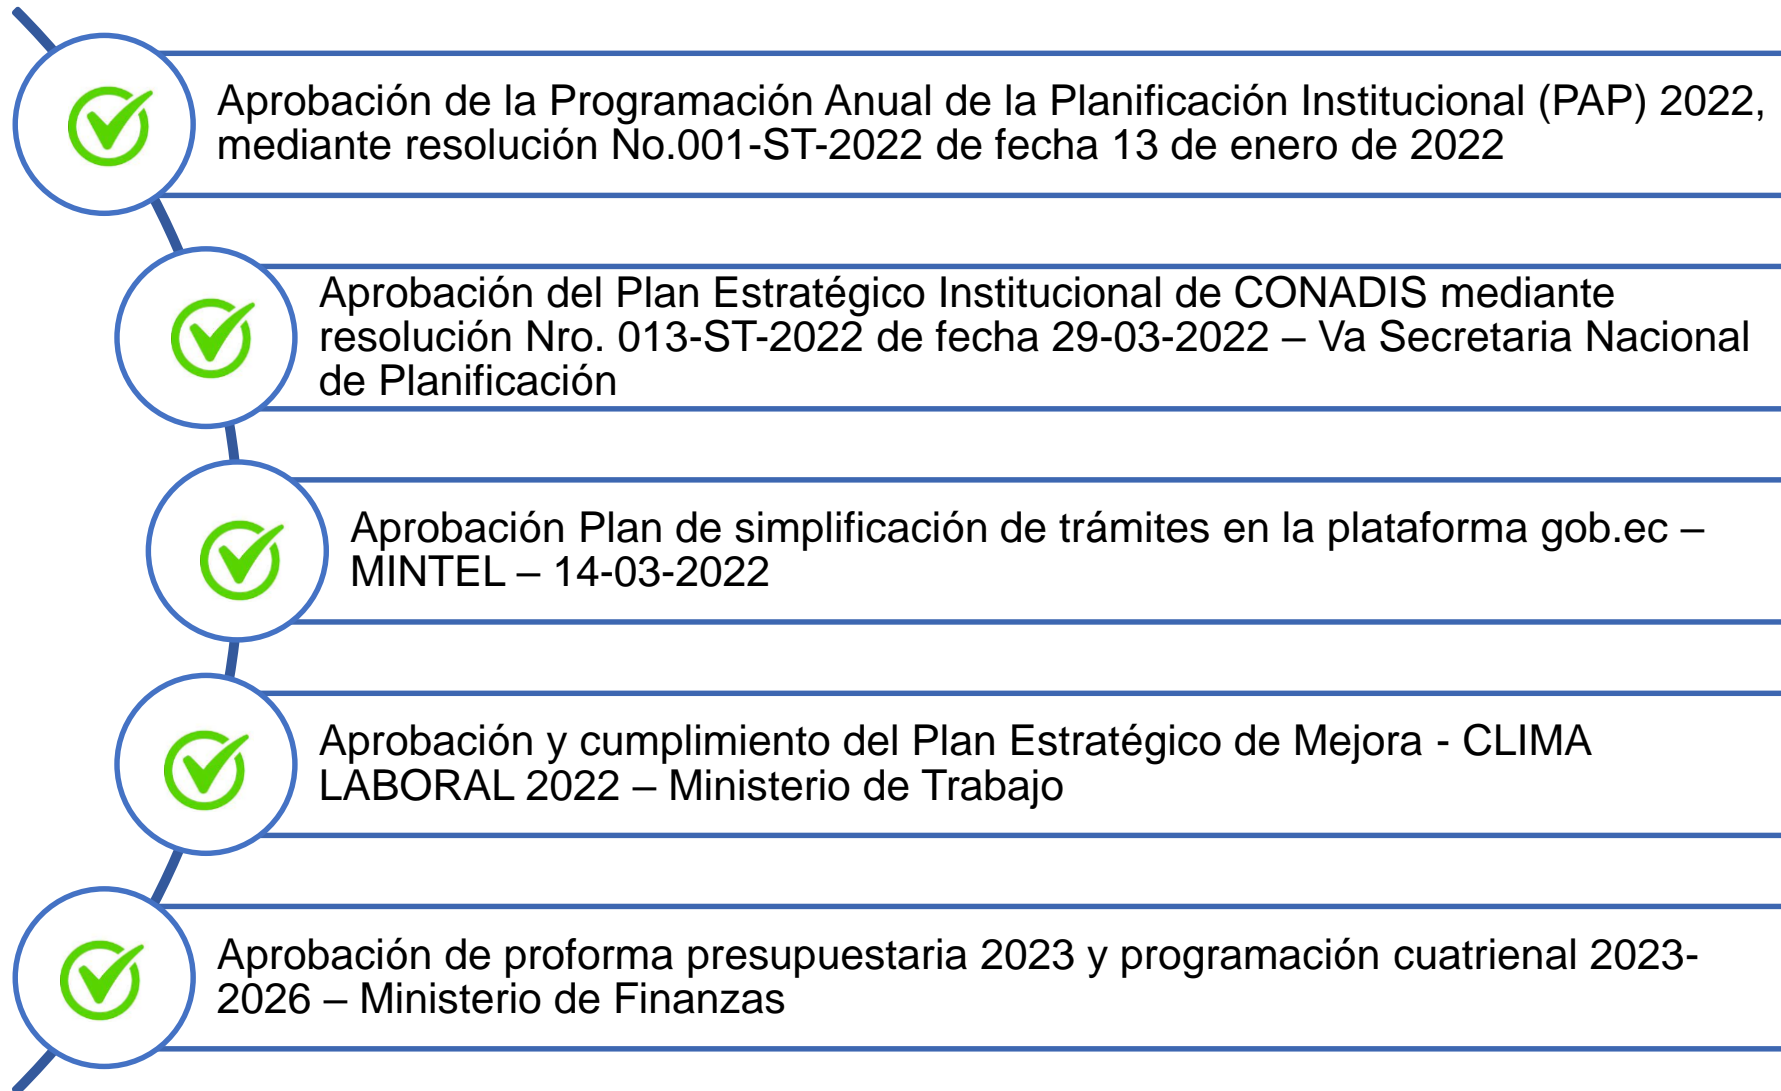 Aprobación de la Programación Anual de la Planificación Institucional (PAP) 2022,
mediante resolución No.001-ST-2022 de fecha 13 de enero de 2022
Aprobación del Plan Estratégico Institucional de CONADIS mediante
resolución Nro. 013-ST-2022 de fecha 29-03-2022 – Va Secretaria Nacional
de Planificación
Aprobación Plan de simplificación de trámites en la plataforma gob.ec –
MINTEL – 14-03-2022
Aprobación y cumplimiento del Plan Estratégico de Mejora - CLIMA
LABORAL 2022 – Ministerio de Trabajo
Aprobación de proforma presupuestaria 2023 y programación cuatrienal 2023-
2026 – Ministerio de Finanzas